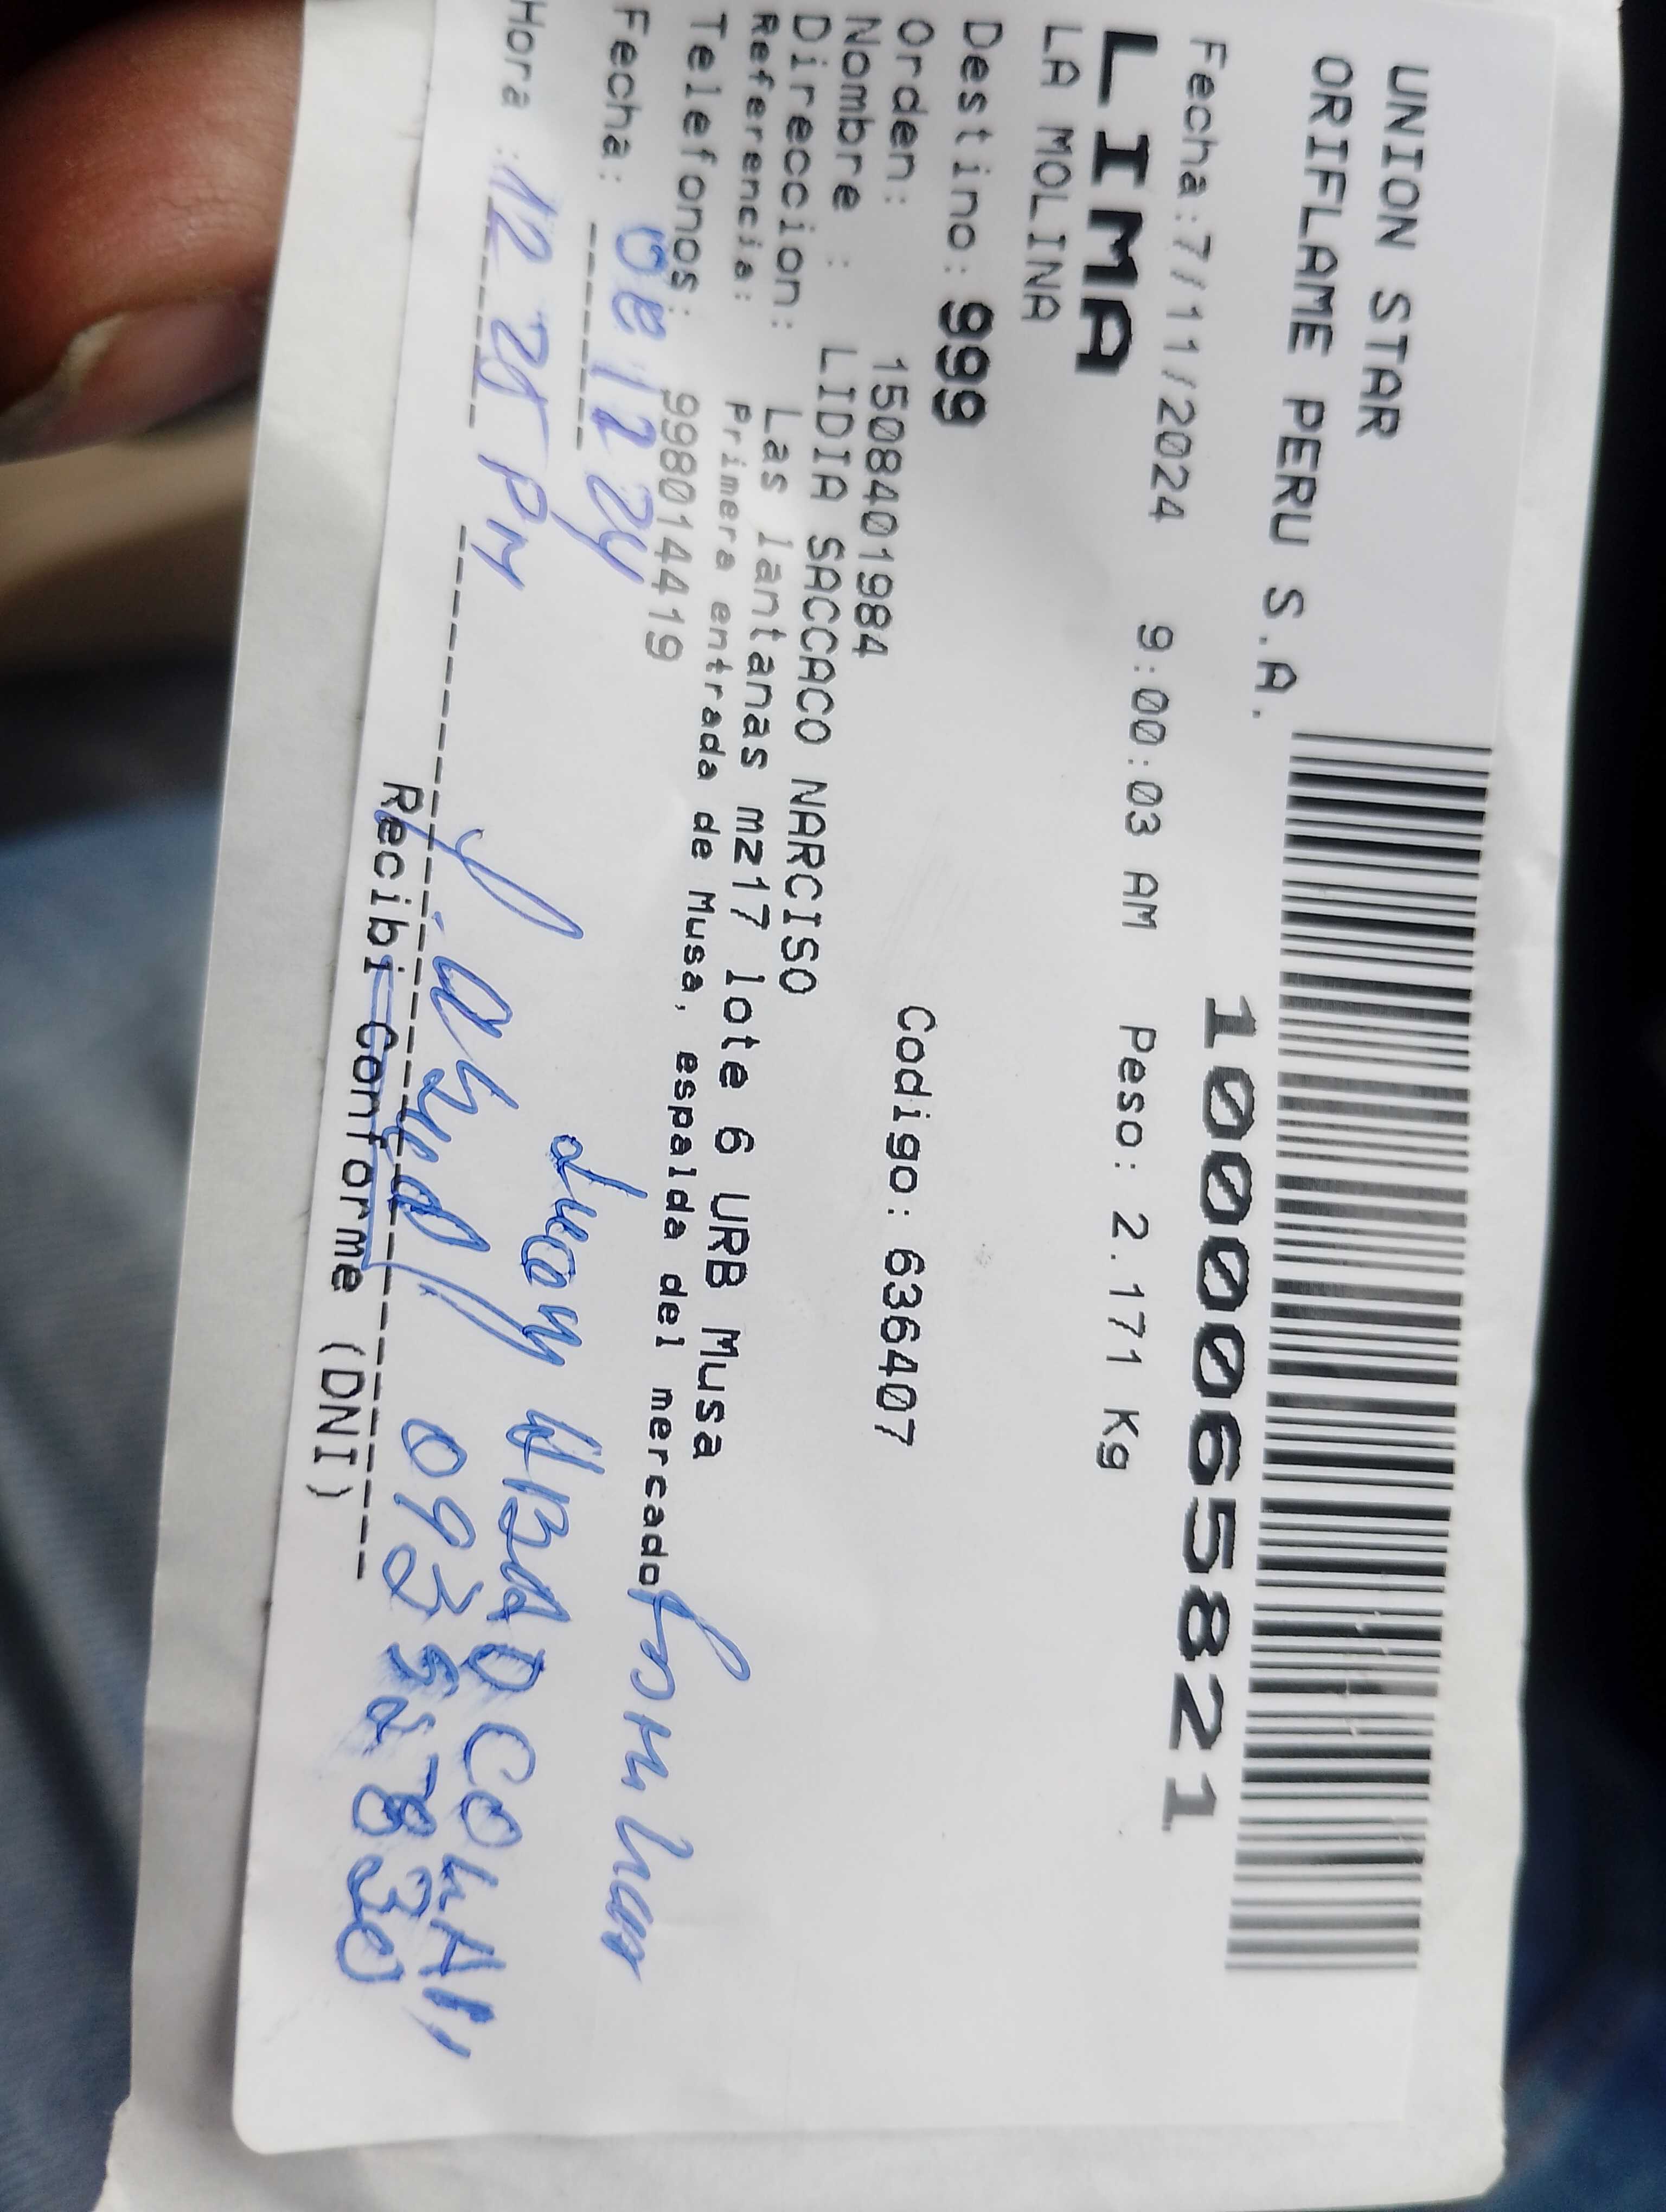 UNION STAR
ORIFLAME PERU S.A.
1000065821
Fecha:7/11/2024 9:00:03 AM Peso: 2.171 Kg
LIMA
LA MOLINA
Destino: 999
Orden: 1508401984 Codigo: 636407
Nombre : LIDIA SACCACO NARCISO
Direccion: Las lantanas mz17 lote 6 URB Musa
Referencia: Primera entrada de Musa, espalda del mercado
Telefonos: 998014419
Fecha: 08 12 24
Hora : 12 25 PM
Recibi Conforme (DNI)